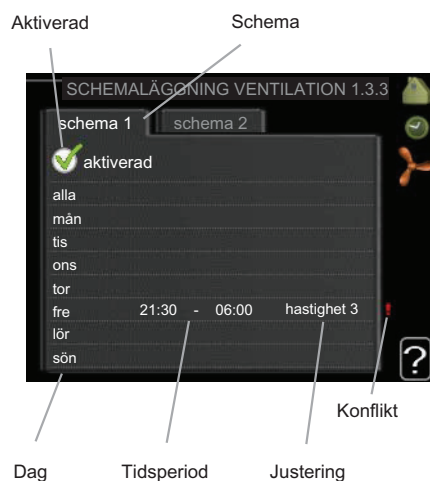 Aktiverad Schema
SCHEMALÄGGNING VENTILATION 1.3.3
schema 1 schema 2
aktiverad
alla
mån
tis
ons
tor
fre 21:30 - 06:00 hastighet 3 !
lör
sön
?
Konflikt
Dag Tidsperiod Justering